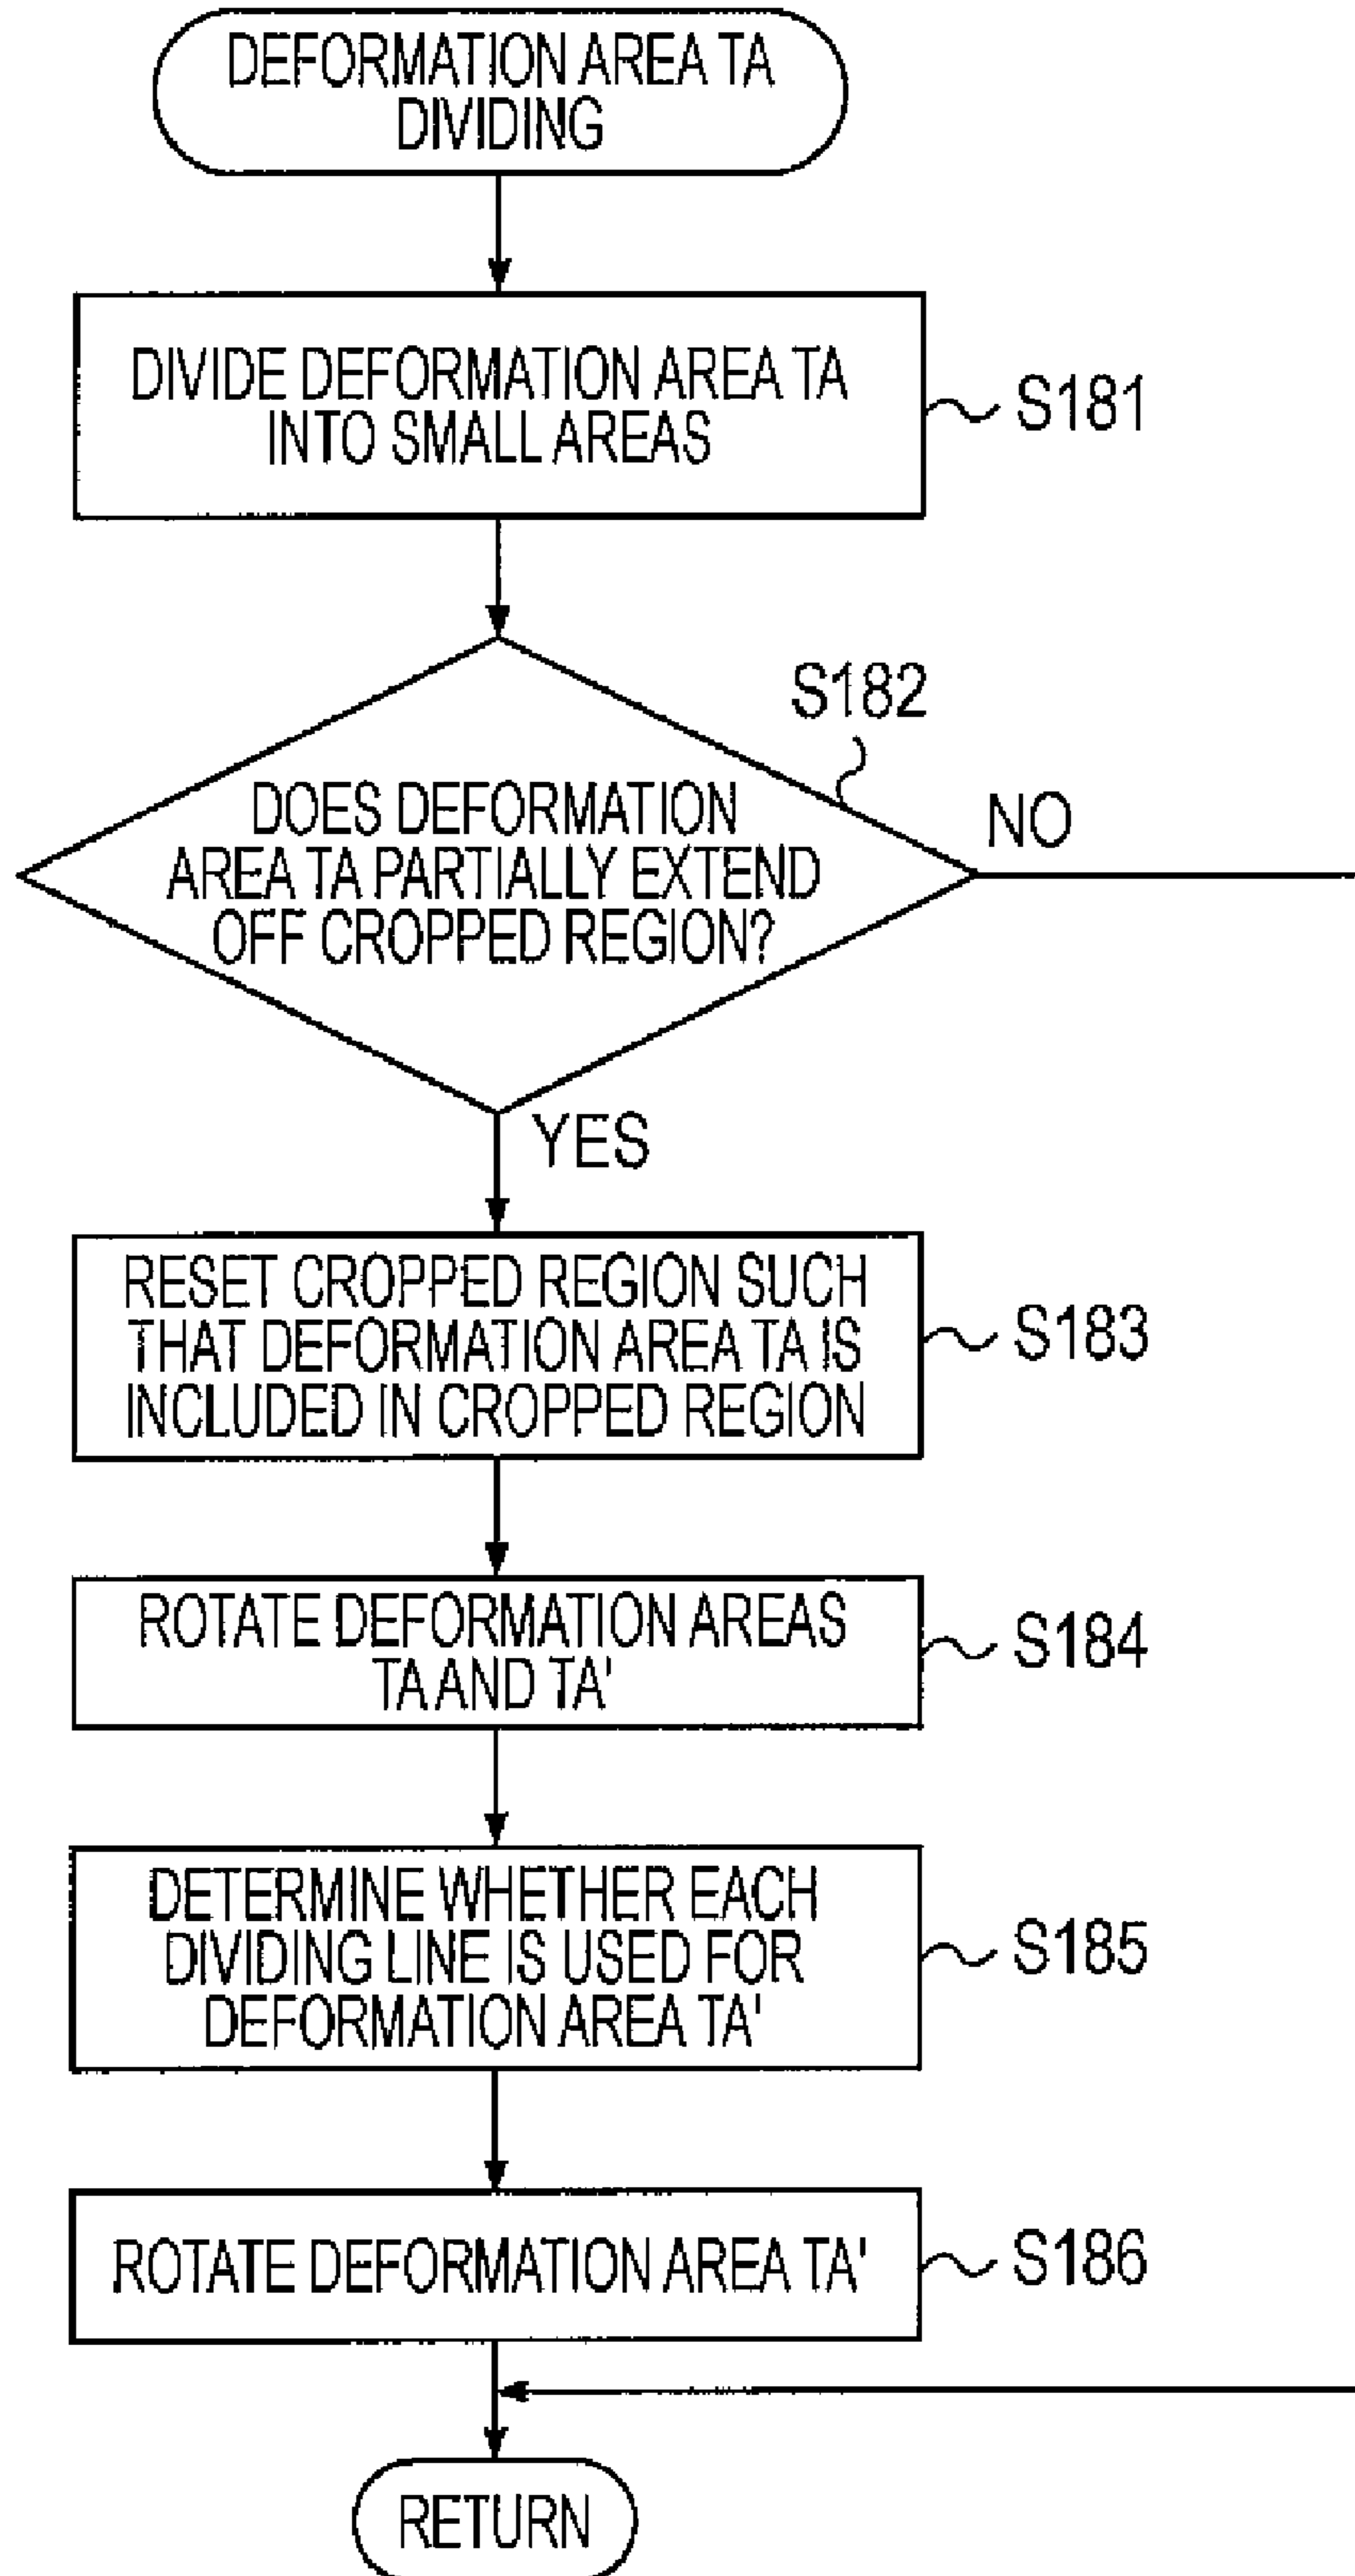 DEFORMATION AREA TA
DIVIDING
DIVIDE DEFORMATION AREA TA
INTO SMALL AREAS
S181
S182
DOES DEFORMATION
AREA TA PARTIALLY EXTEND
OFF CROPPED REGION?
NO
YES
RESET CROPPED REGION SUCH
THAT DEFORMATION AREA TA IS
INCLUDED IN CROPPED REGION
S183
ROTATE DEFORMATION AREAS
TA AND TA'
S184
DETERMINE WHETHER EACH
DIVIDING LINE IS USED FOR
DEFORMATION AREA TA'
S185
ROTATE DEFORMATION AREA TA'
S186
RETURN